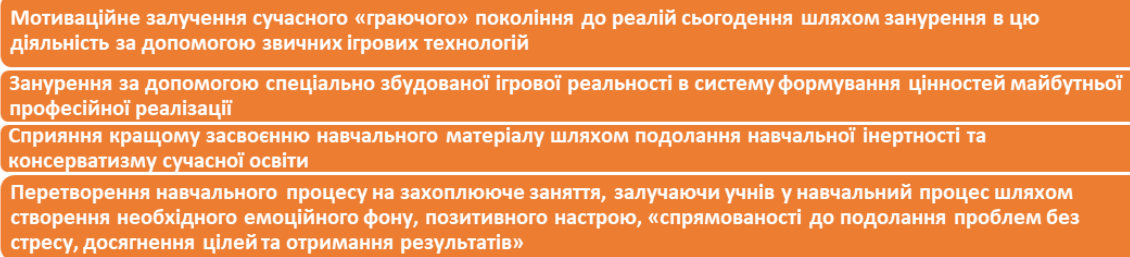 Мотиваційне залучення сучасного «граючого» покоління до реалій сьогодення шляхом занурення в цю
діяльність за допомогою звичних ігрових технологій
Занурення за допомогою спеціально збудованої ігрової реальності в систему формування цінностей майбутньої
професійної реалізації
Сприяння кращому засвоєнню навчального матеріалу шляхом подолання навчальної інертності та
консерватизму сучасної освіти
Перетворення навчального процесу на захоплююче заняття, залучаючи учнів у навчальний процес шляхом
створення необхідного емоційного фону, позитивного настрою, «спрямованості до подолання проблем без
стресу, досягнення цілей та отримання результатів»